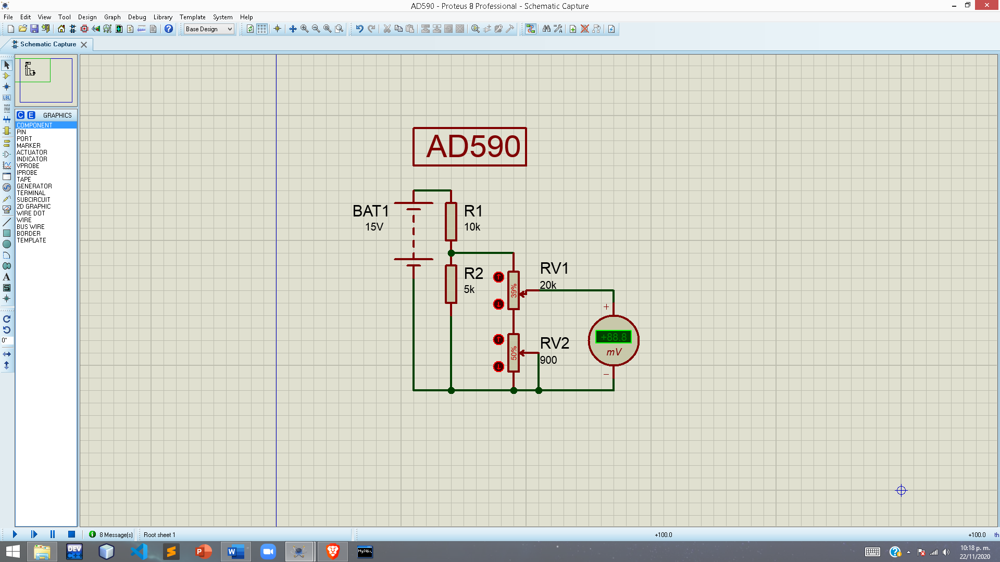 AD590 - Proteus 8 Professional - Schematic Capture
File Edit View Tool Design Graph Debug Library Template System Help
Base Design
Schematic Capture
C E GRAPHICS
COMPONENT
PIN
PORT
MARKER
ACTUATOR
INDICATOR
VPROBE
IPROBE
TAPE
GENERATOR
TERMINAL
SUBCIRCUIT
2D GRAPHIC
WIRE DOT
WIRE
BUS WIRE
BORDER
TEMPLATE
LBL
A
S
0°
AD590
BAT1
15V
R1
10k
R2
5k
RV1
20k
39%
RV2
900
50%
+
+88.8
mV
−
8 Message(s)
Root sheet 1
+100.0
+100.0
th
DEV C++
P
W
MySQL
10:18 p. m.
22/11/2020